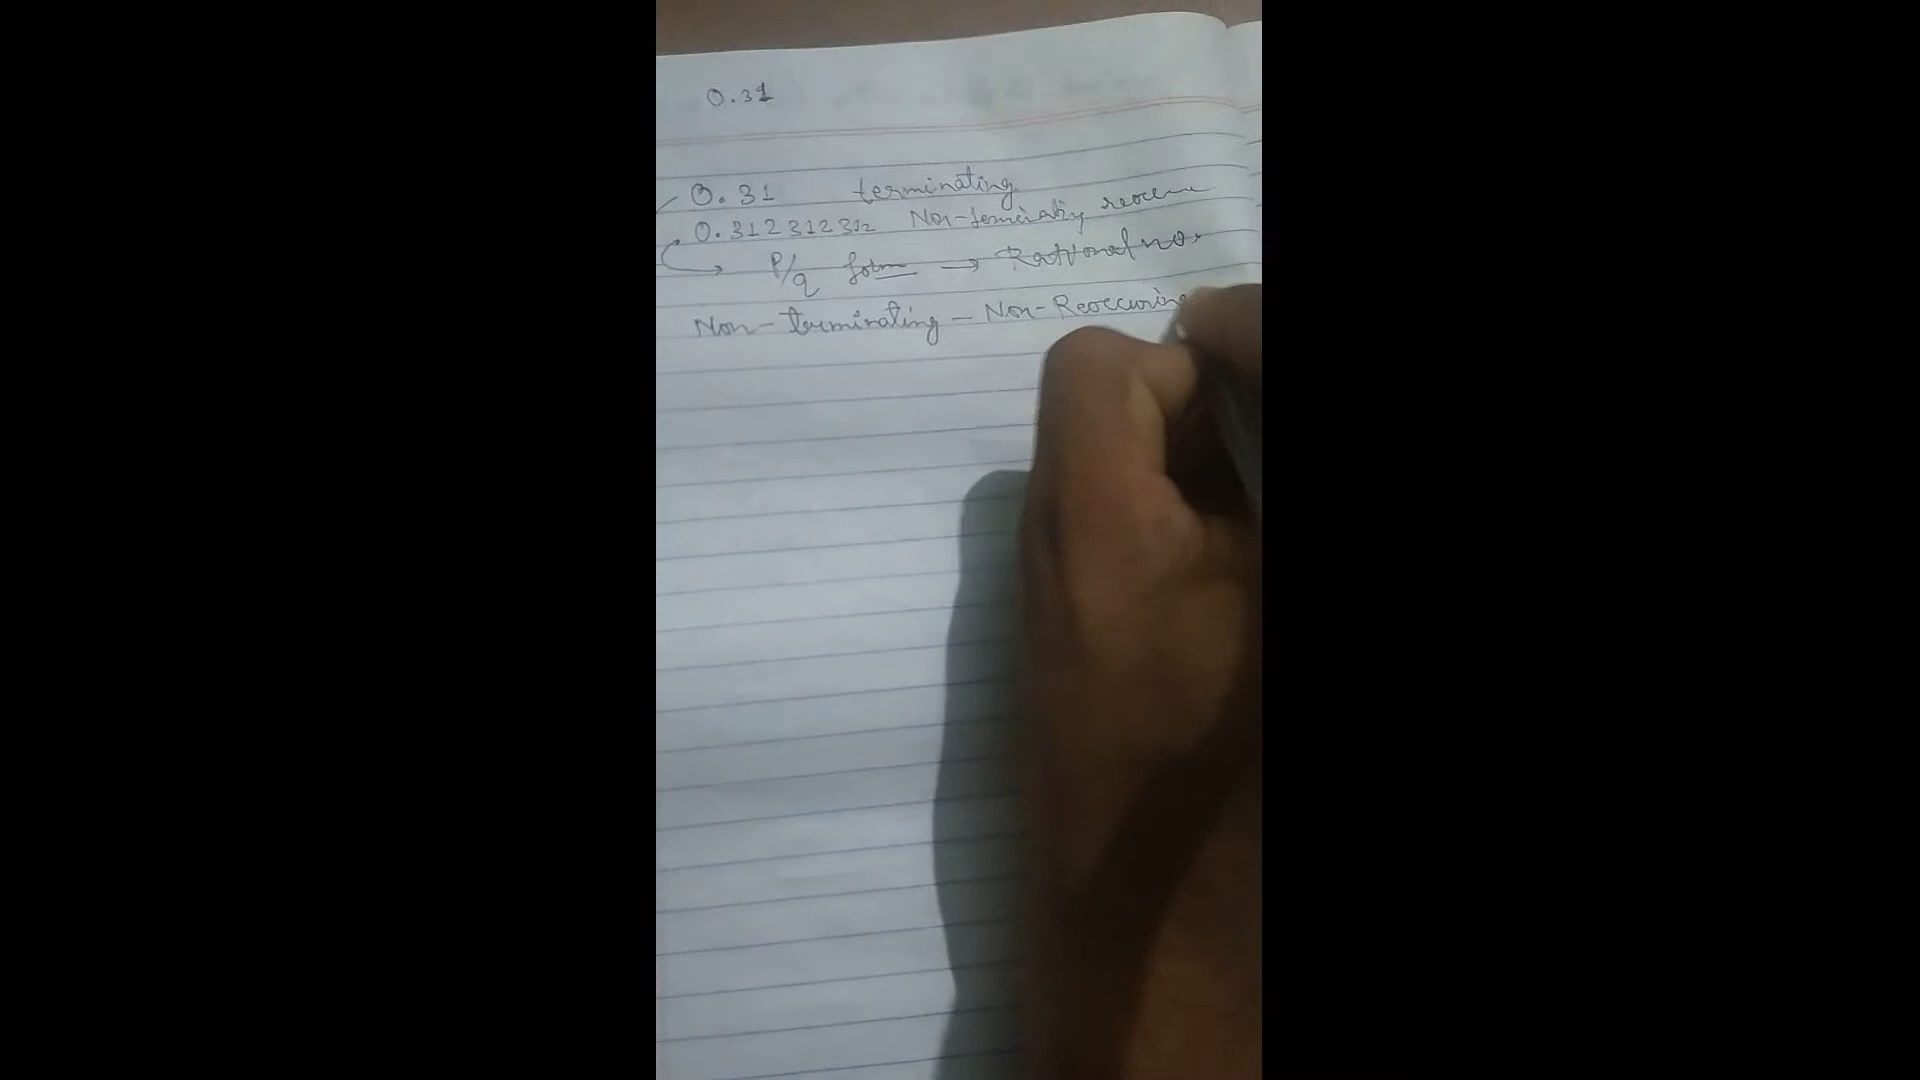 0.31
0.31 terminating
0.312312312 Non-terminating
P/q form → Rational no.
Non-terminating - Non-Reoccuring